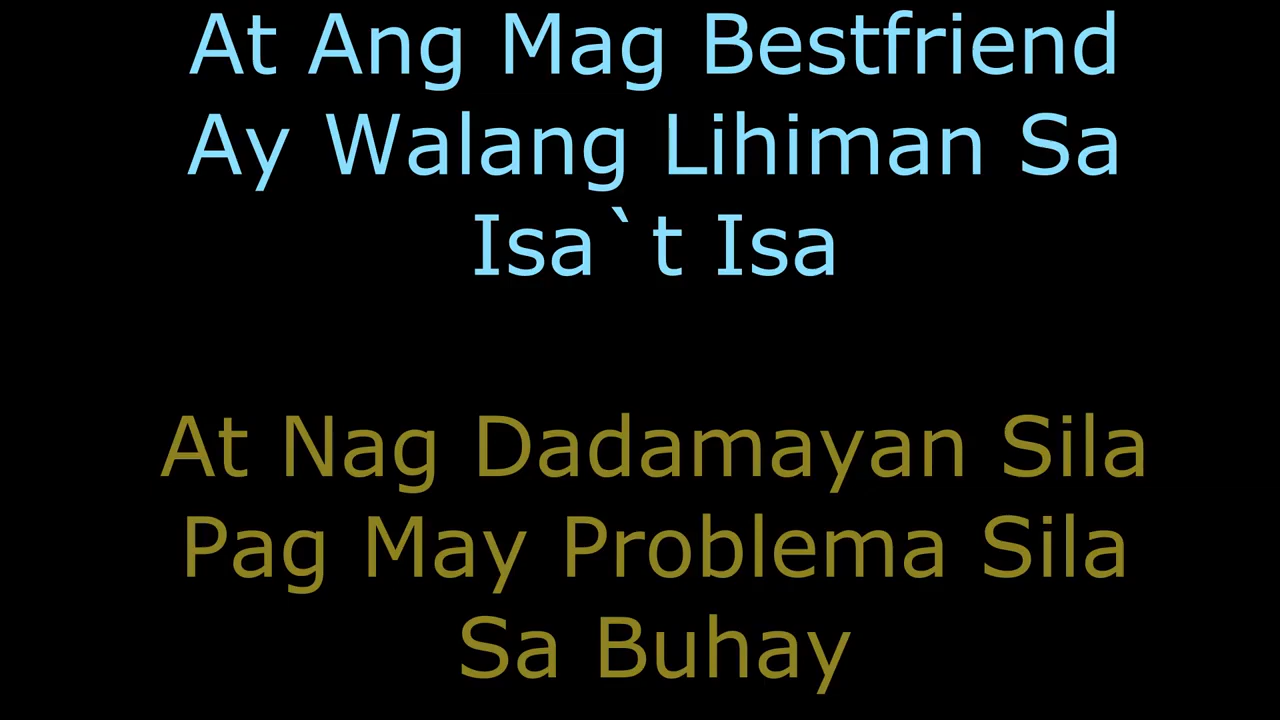 At Ang Mag Bestfriend
Ay Walang Lihiman Sa
Isa`t Isa
At Nag Dadamayan Sila
Pag May Problema Sila
Sa Buhay